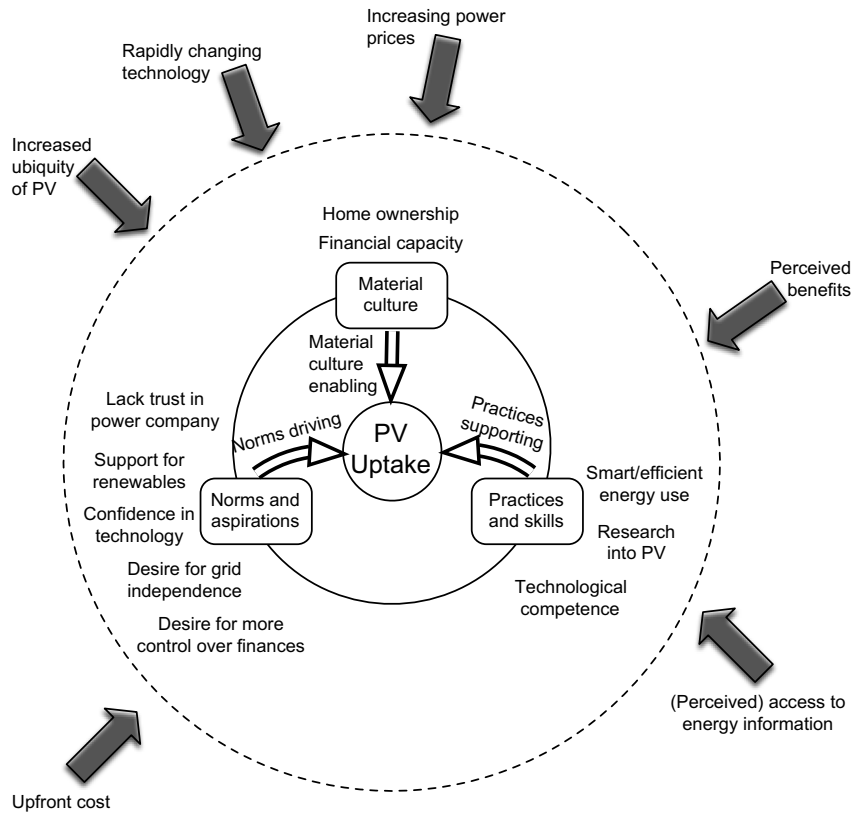 Increasing power
prices
Rapidly changing
technology
Increased
ubiquity
of PV
Home ownership
Financial capacity
Material
culture
Perceived
benefits
Material
culture
enabling
Lack trust in
power company
Norms driving
PV
Uptake
Practices
supporting
Support for
renewables
Norms and
aspirations
Practices
and skills
Smart/efficient
energy use
Confidence in
technology
Research
into PV
Desire for grid
independence
Technological
competence
Desire for more
control over finances
(Perceived) access to
energy information
Upfront cost